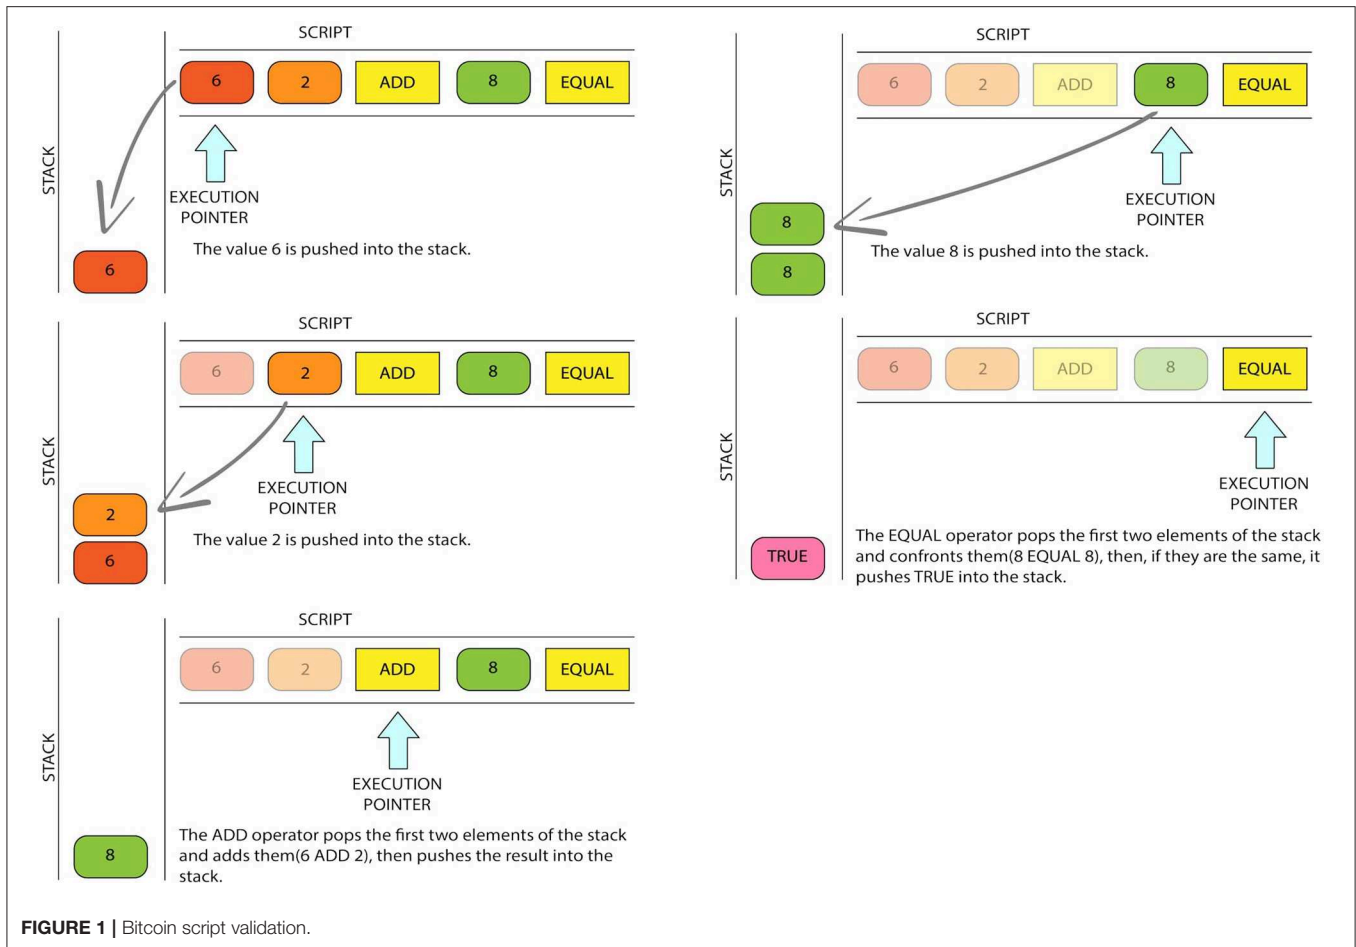 SCRIPT
6 2 ADD 8 EQUAL
STACK
EXECUTION
POINTER
The value 6 is pushed into the stack.
6
SCRIPT
6 2 ADD 8 EQUAL
STACK
EXECUTION
POINTER
2
The value 2 is pushed into the stack.
6
SCRIPT
6 2 ADD 8 EQUAL
STACK
EXECUTION
POINTER
The ADD operator pops the first two elements of the stack
and adds them(6 ADD 2), then pushes the result into the
stack.
8
SCRIPT
6 2 ADD 8 EQUAL
STACK
EXECUTION
POINTER
8
The value 8 is pushed into the stack.
8
SCRIPT
6 2 ADD 8 EQUAL
STACK
EXECUTION
POINTER
The EQUAL operator pops the first two elements of the stack
and confronts them(8 EQUAL 8), then, if they are the same, it
pushes TRUE into the stack.
TRUE
FIGURE 1 | Bitcoin script validation.